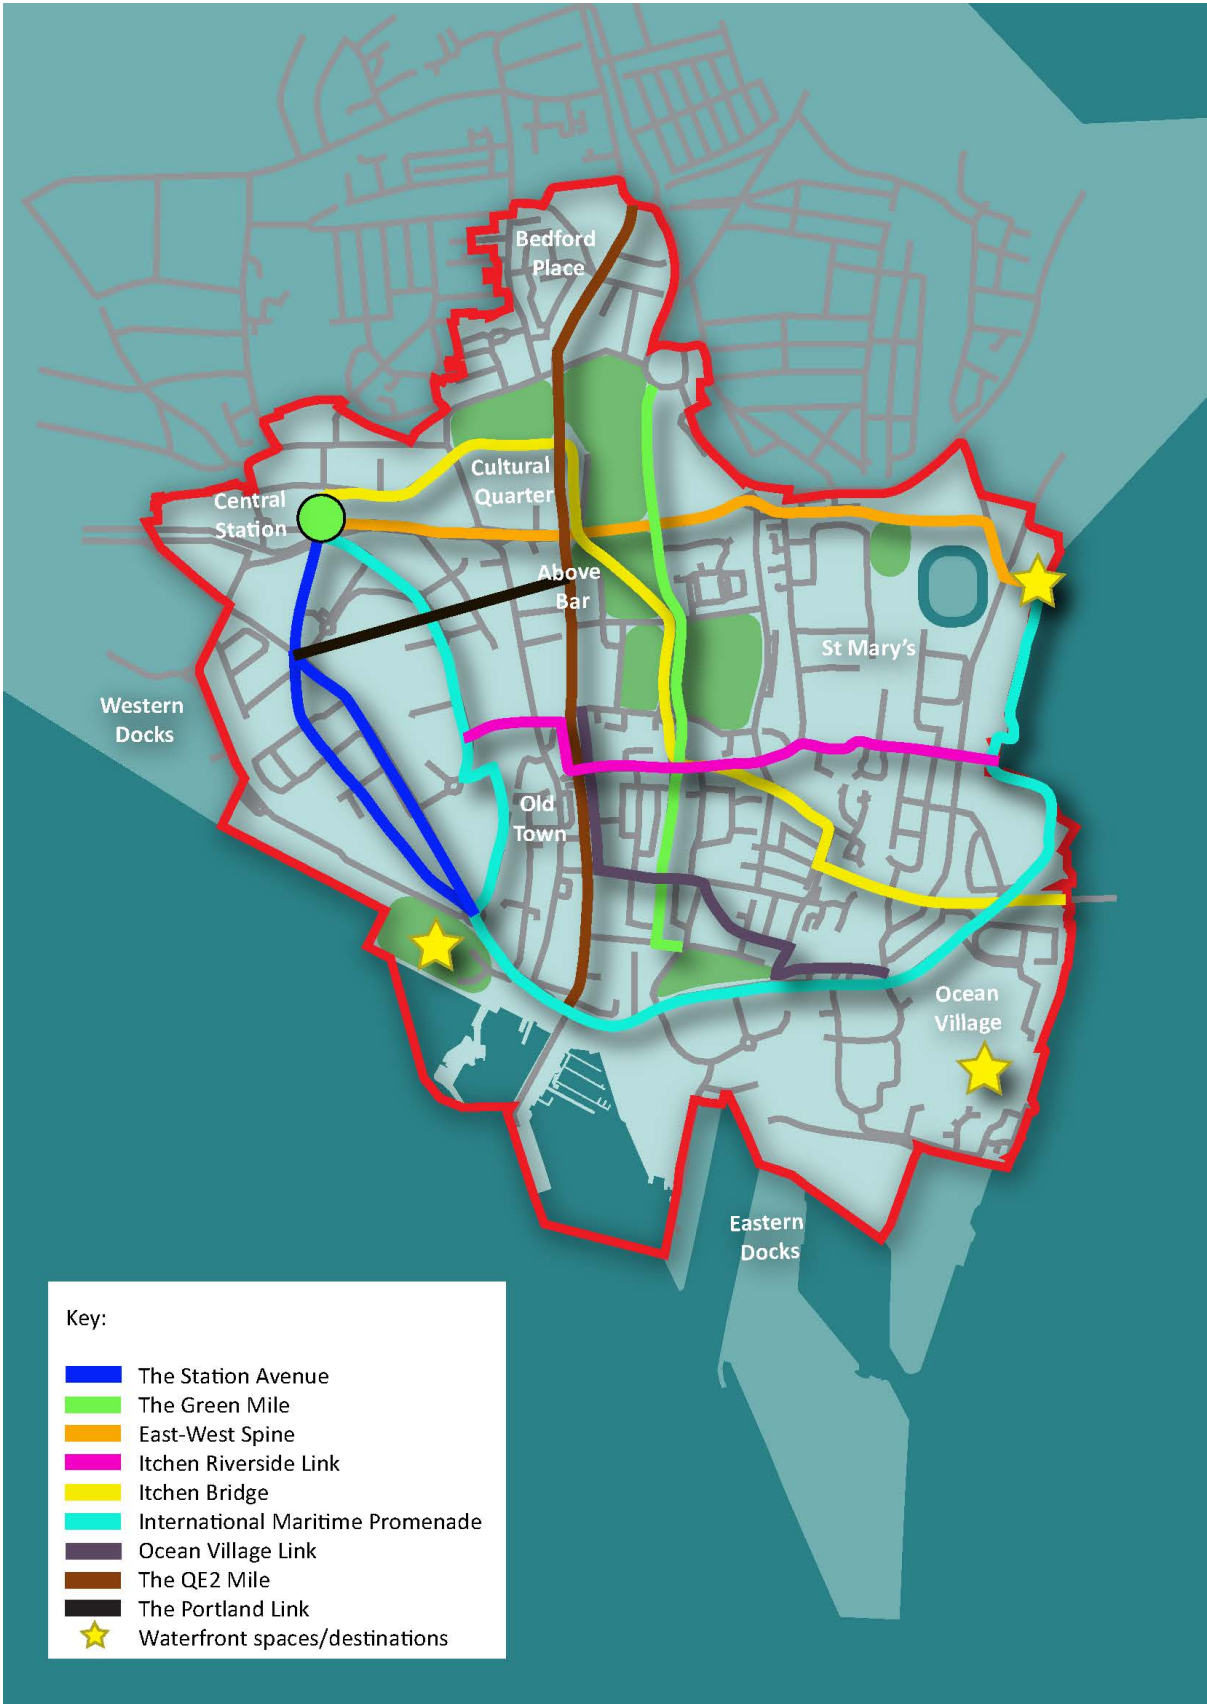 Bedford
Place
Cultural
Quarter
Central
Station
Above
Bar
St Mary's
Western
Docks
Old
Town
Ocean
Village
Eastern
Docks
Key:
The Station Avenue
The Green Mile
East-West Spine
Itchen Riverside Link
Itchen Bridge
International Maritime Promenade
Ocean Village Link
The QE2 Mile
The Portland Link
Waterfront spaces/destinations